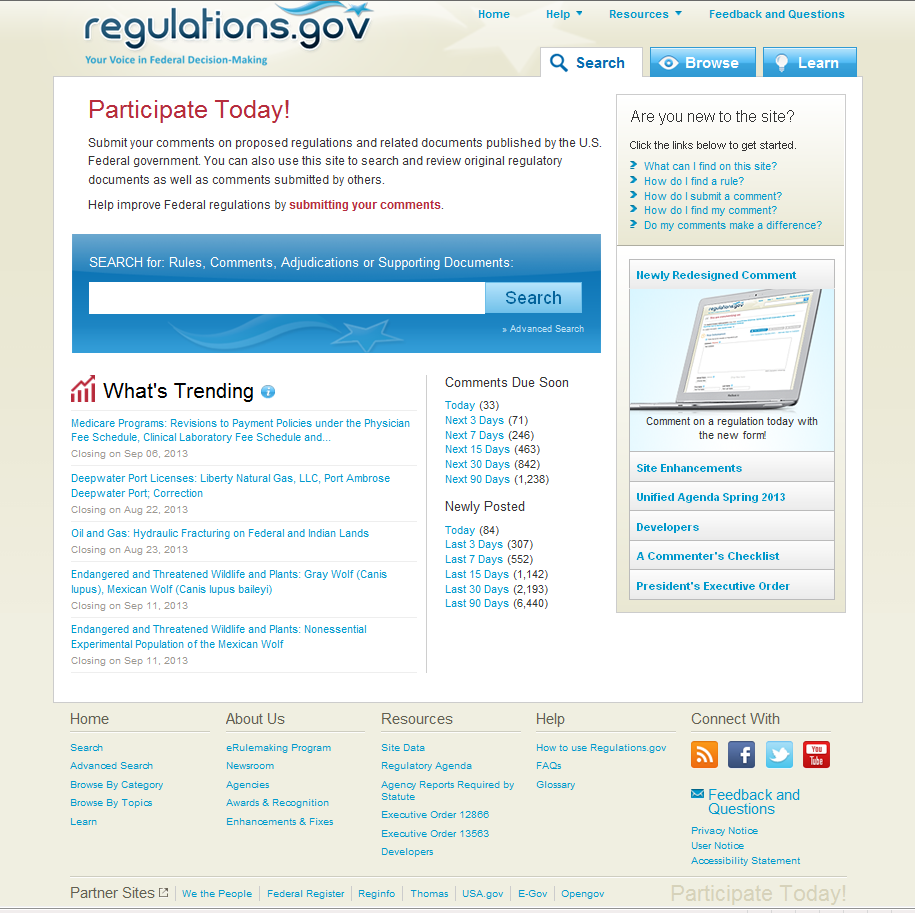 regulations.gov
Your Voice in Federal Decision-Making
Home Help Resources Feedback and Questions
Search Browse Learn
Participate Today!
Submit your comments on proposed regulations and related documents published by the U.S.
Federal government. You can also use this site to search and review original regulatory
documents as well as comments submitted by others.
Help improve Federal regulations by submitting your comments.
SEARCH for: Rules, Comments, Adjudications or Supporting Documents:
Search
» Advanced Search
What's Trending
Medicare Programs: Revisions to Payment Policies under the Physician
Fee Schedule, Clinical Laboratory Fee Schedule and...
Closing on Sep 06, 2013
Deepwater Port Licenses: Liberty Natural Gas, LLC, Port Ambrose
Deepwater Port; Correction
Closing on Aug 22, 2013
Oil and Gas: Hydraulic Fracturing on Federal and Indian Lands
Closing on Aug 23, 2013
Endangered and Threatened Wildlife and Plants: Gray Wolf (Canis
lupus), Mexican Wolf (Canis lupus baileyi)
Closing on Sep 11, 2013
Endangered and Threatened Wildlife and Plants: Nonessential
Experimental Population of the Mexican Wolf
Closing on Sep 11, 2013
Comments Due Soon
Today (33)
Next 3 Days (71)
Next 7 Days (246)
Next 15 Days (463)
Next 30 Days (842)
Next 90 Days (1,238)
Newly Posted
Today (84)
Last 3 Days (307)
Last 7 Days (552)
Last 15 Days (1,142)
Last 30 Days (2,193)
Last 90 Days (6,440)
Are you new to the site?
Click the links below to get started.
What can I find on this site?
How do I find a rule?
How do I submit a comment?
How do I find my comment?
Do my comments make a difference?
Newly Redesigned Comment
regulations.gov
Comment on a regulation today with
the new form!
Site Enhancements
Unified Agenda Spring 2013
Developers
A Commenter's Checklist
President's Executive Order
Home
Search
Advanced Search
Browse By Category
Browse By Topics
Learn
About Us
eRulemaking Program
Newsroom
Agencies
Awards & Recognition
Enhancements & Fixes
Resources
Site Data
Regulatory Agenda
Agency Reports Required by
Statute
Executive Order 12866
Executive Order 13563
Developers
Help
How to use Regulations.gov
FAQs
Glossary
Connect With
You
Tube
Feedback and
Questions
Privacy Notice
User Notice
Accessibility Statement
Partner Sites We the People Federal Register Reginfo Thomas USA.gov E-Gov Opengov
Participate Today!